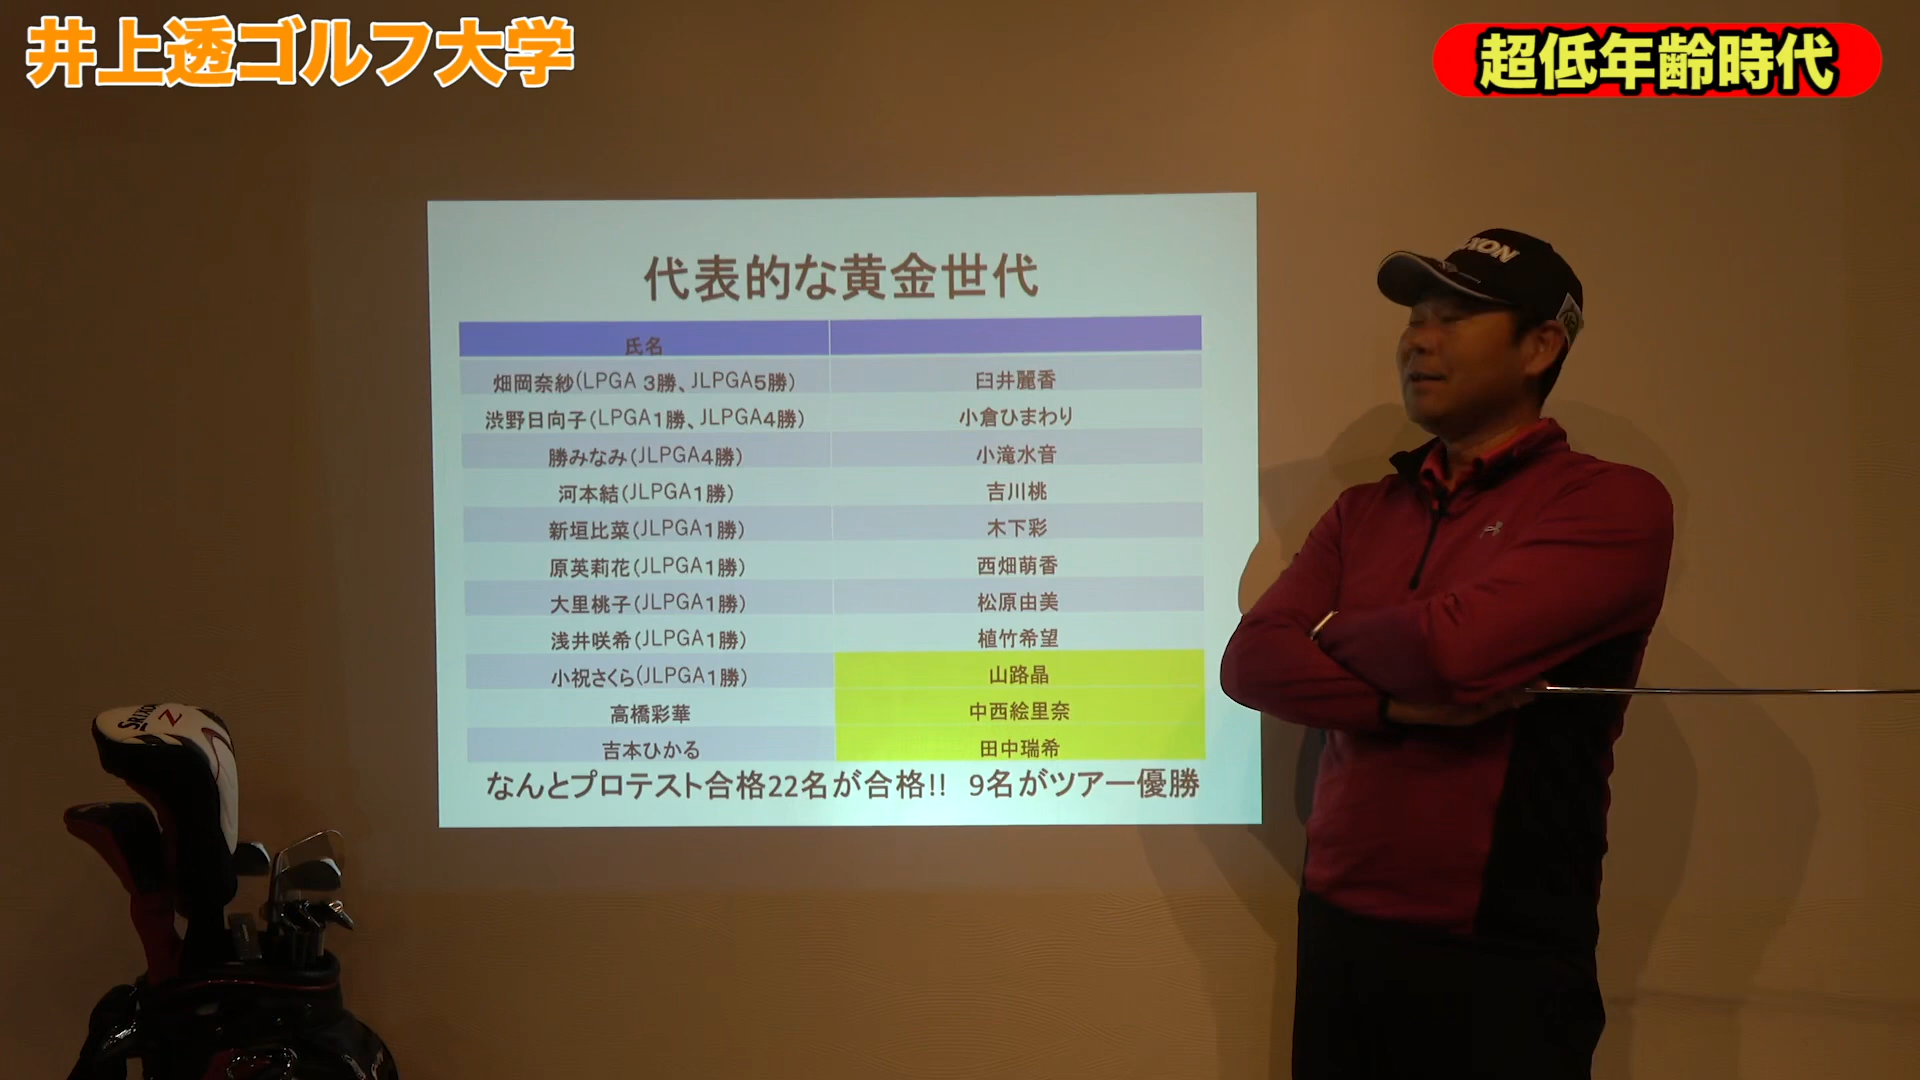 井上透ゴルフ大学
超低年齢時代
代表的な黄金世代
氏名
畑岡奈紗(LPGA 3勝、JLPGA5勝) 臼井麗香
渋野日向子(LPGA1勝、JLPGA4勝) 小倉ひまわり
勝みなみ(JLPGA4勝) 小滝水音
河本結(JLPGA1勝) 吉川桃
新垣比菜(JLPGA1勝) 木下彩
原英莉花(JLPGA1勝) 西畑萌香
大里桃子(JLPGA1勝) 松原由美
浅井咲希(JLPGA1勝) 植竹希望
小祝さくら(JLPGA1勝) 山路晶
高橋彩華 中西絵里奈
吉本ひかる 田中瑞希
なんとプロテスト合格22名が合格!! 9名がツアー優勝
SRIXON
Z